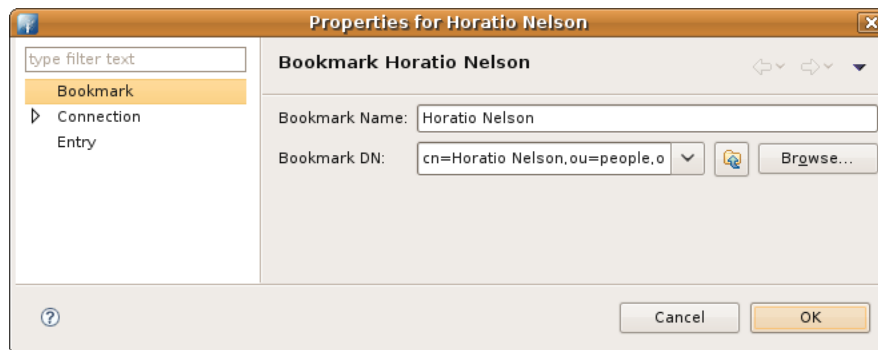 Properties for Horatio Nelson
type filter text
Bookmark
Connection
Entry
Bookmark Horatio Nelson
Bookmark Name: Horatio Nelson
Bookmark DN: cn=Horatio Nelson,ou=people,o Browse...
Cancel OK